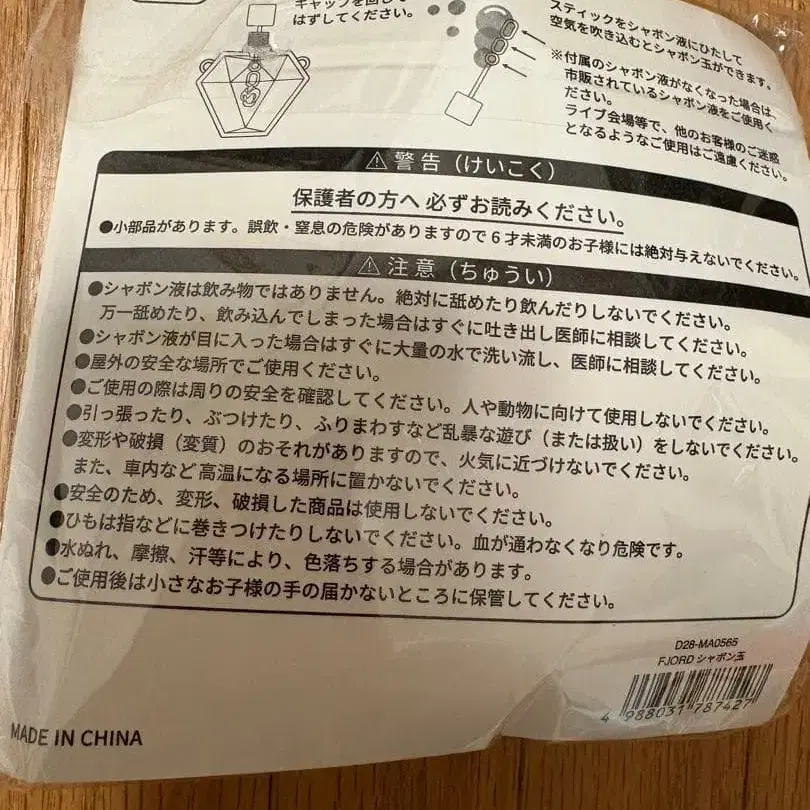 キャップを回して
はずしてください。
スティックをシャボン液にひたして
空気を吹き込むとシャボン玉ができます。
※付属のシャボン液がなくなった場合は、
市販されているシャボン液をご使用く
ださい。
ライブ会場等で、他のお客様のご迷惑
となるようなご使用はご遠慮ください。
⚠警告（けいこく）
保護者の方へ 必ずお読みください。
●小部品があります。誤飲・窒息の危険がありますので6才未満のお子様には絶対与えないでください。
⚠注意（ちゅうい）
●シャボン液は飲み物ではありません。絶対に舐めたり飲んだりしないでください。
万一舐めたり、飲み込んでしまった場合はすぐに吐き出し医師に相談してください。
●シャボン液が目に入った場合はすぐに大量の水で洗い流し、医師に相談してください。
●屋外の安全な場所でご使用ください。
●ご使用の際は周りの安全を確認してください。人や動物に向けて使用しないでください。
●引っ張ったり、ぶつけたり、ふりまわすなど乱暴な遊び（または扱い）をしないでください。
●変形や破損（変質）のおそれがありますので、火気に近づけないでください。
また、車内など高温になる場所に置かないでください。
●安全のため、変形、破損した商品は使用しないでください。
●ひもは指などに巻きつけたりしないでください。血が通わなくなり危険です。
●水ぬれ、摩擦、汗等により、色落ちする場合があります。
●ご使用後は小さなお子様の手の届かないところに保管してください。
D28-MA0565
FJORD シャボン玉
4 988031 787427
MADE IN CHINA